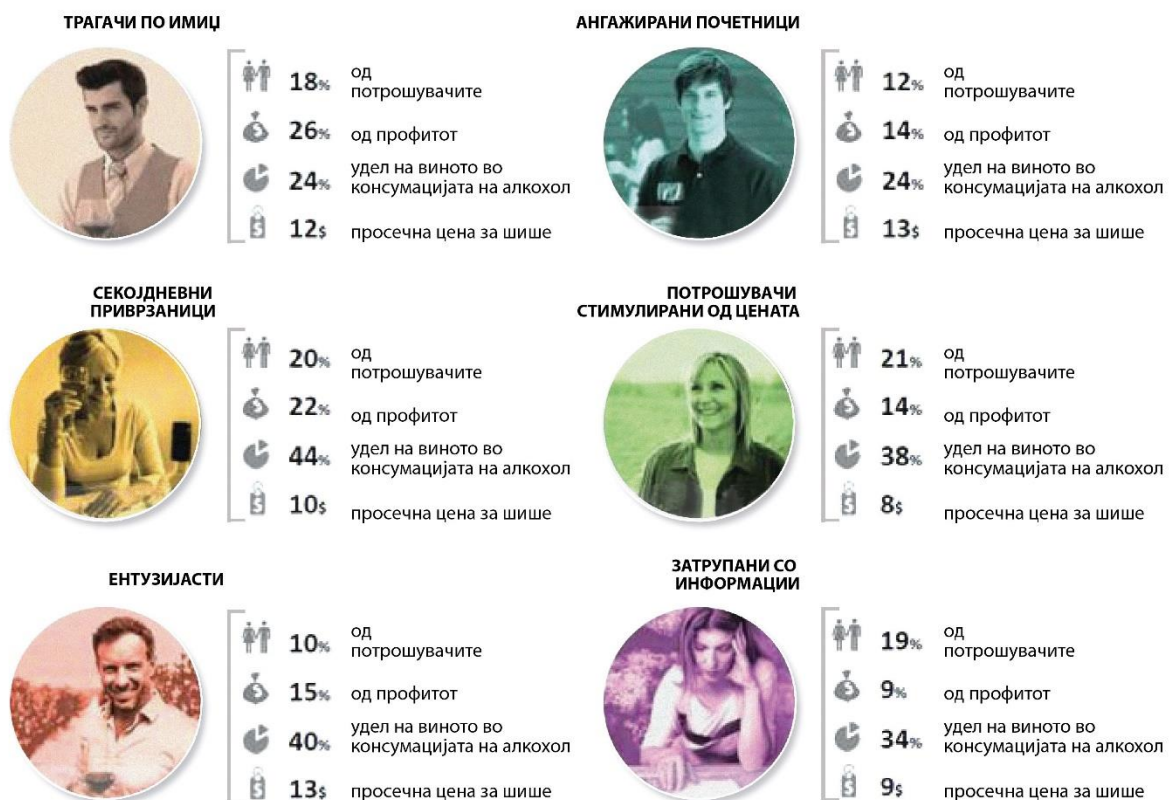 ТРАГАЧИ ПО ИМИЏ
18%
од
потрошувачите
26%
од профитот
24%
удел на виното во
консумацијата на алкохол
12$
просечна цена за шише
АНГАЖИРАНИ ПОЧЕТНИЦИ
12%
од
потрошувачите
14%
од профитот
24%
удел на виното во
консумацијата на алкохол
13$
просечна цена за шише
СЕКОЈДНЕВНИ
ПРИВРЗАНИЦИ
20%
од
потрошувачите
22%
од профитот
44%
удел на виното во
консумацијата на алкохол
10$
просечна цена за шише
ПОТРОШУВАЧИ
СТИМУЛИРАНИ ОД ЦЕНАТА
21%
од
потрошувачите
14%
од профитот
38%
удел на виното во
консумацијата на алкохол
8$
просечна цена за шише
ЕНТУЗИЈАСТИ
10%
од
потрошувачите
15%
од профитот
40%
удел на виното во
консумацијата на алкохол
13$
просечна цена за шише
ЗАТРУПАНИ СО
ИНФОРМАЦИИ
19%
од
потрошувачите
9%
од профитот
34%
удел на виното во
консумацијата на алкохол
9$
просечна цена за шише